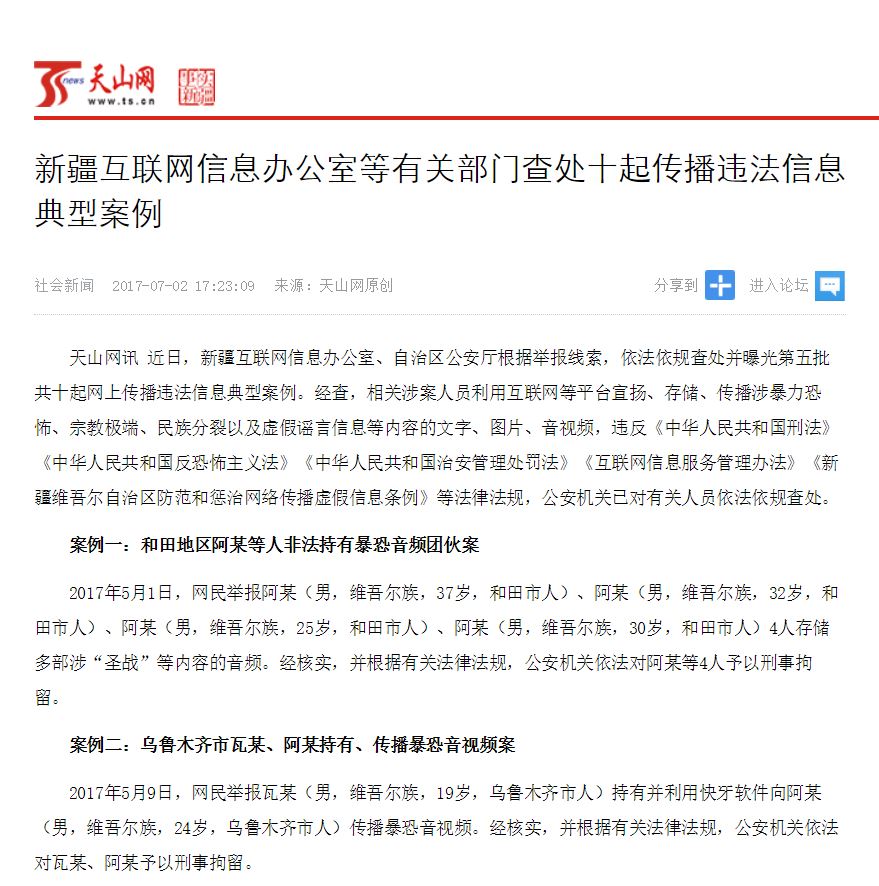 news 天山网
www.ts.cn
新疆互联网信息办公室等有关部门查处十起传播违法信息
典型案例
社会新闻 2017-07-02 17:23:09 来源：天山网原创 分享到 进入论坛
天山网讯 近日，新疆互联网信息办公室、自治区公安厅根据举报线索，依法依规查处并曝光第五批
共十起网上传播违法信息典型案例。经查，相关涉案人员利用互联网等平台宣扬、存储、传播涉暴力恐
怖、宗教极端、民族分裂以及虚假谣言信息等内容的文字、图片、音视频，违反《中华人民共和国刑法》
《中华人民共和国反恐怖主义法》《中华人民共和国治安管理处罚法》《互联网信息服务管理办法》《新
疆维吾尔自治区防范和惩治网络传播虚假信息条例》等法律法规，公安机关已对有关人员依法依规查处。
案例一：和田地区阿某等人非法持有暴恐音频团伙案
2017年5月1日，网民举报阿某（男，维吾尔族，37岁，和田市人）、阿某（男，维吾尔族，32岁，和
田市人）、阿某（男，维吾尔族，25岁，和田市人）、阿某（男，维吾尔族，30岁，和田市人）4人存储
多部涉“圣战”等内容的音频。经核实，并根据有关法律法规，公安机关依法对阿某等4人予以刑事拘
留。
案例二：乌鲁木齐市瓦某、阿某持有、传播暴恐音视频案
2017年5月9日，网民举报瓦某（男，维吾尔族，19岁，乌鲁木齐市人）持有并利用快牙软件向阿某
（男，维吾尔族，24岁，乌鲁木齐市人）传播暴恐音视频。经核实，并根据有关法律法规，公安机关依法
对瓦某、阿某予以刑事拘留。